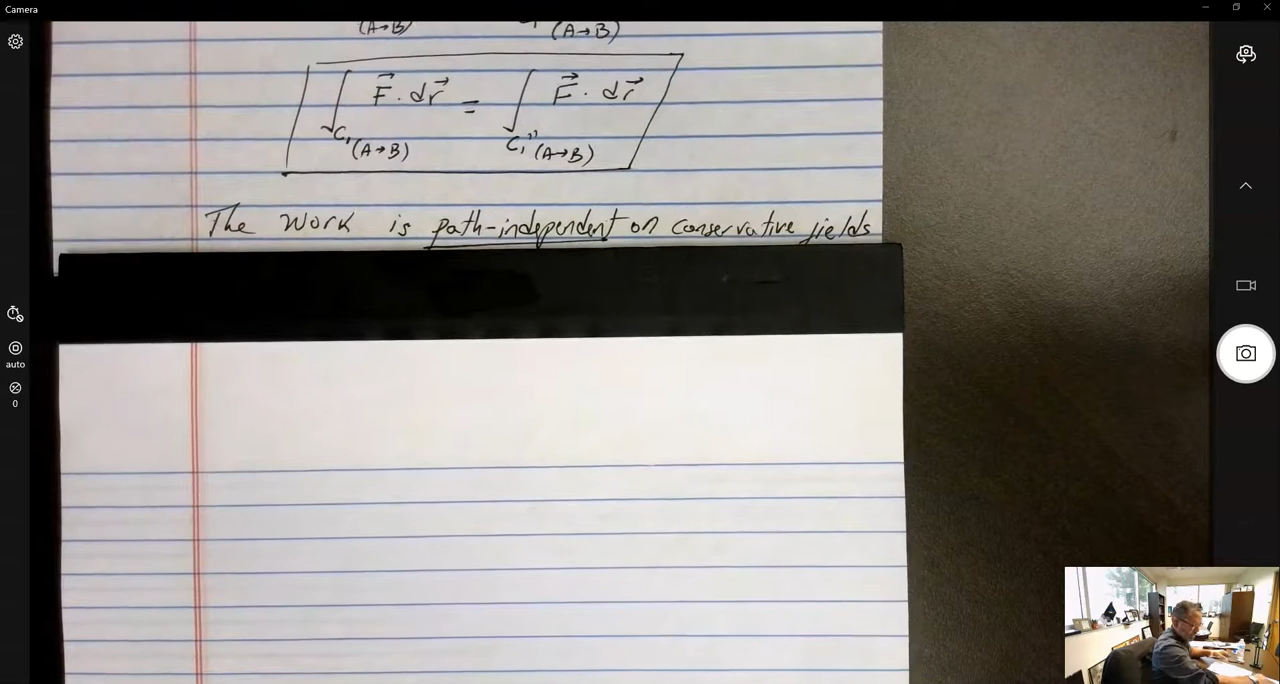 Camera
(A→B) (A→B)
∫C₁(A→B) F⃗ · dr⃗ = ∫C₁''(A→B) F⃗ · dr⃗
The work is path-independent on conservative fields
auto
0